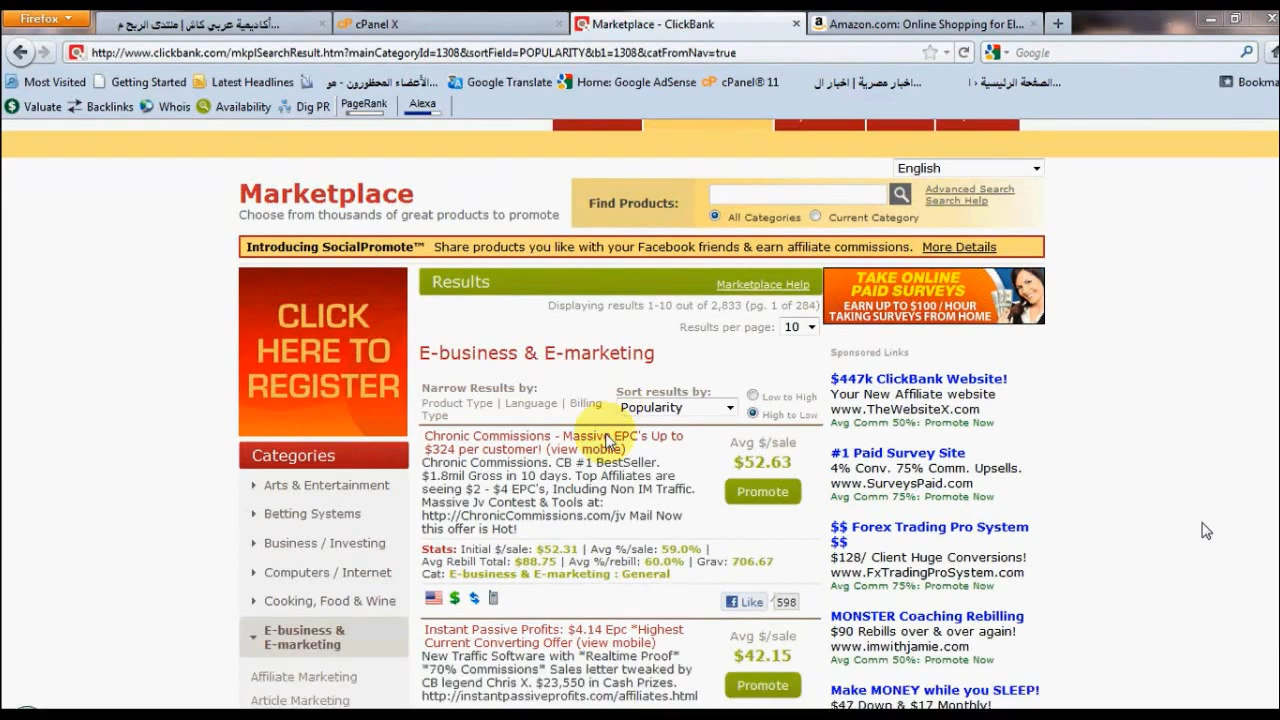 Firefox
أكاديمية عربي كاش | منتدى الربح م...
cPanel X
Marketplace - ClickBank
Amazon.com: Online Shopping for El...
http://www.clickbank.com/mkplSearchResult.htm?mainCategoryId=1308&sortField=POPULARITY&b1=1308&catFromNav=true
Google
Most Visited
Getting Started
Latest Headlines
الأعضاء المحظورون - مو...
Google Translate
Home: Google AdSense
cPanel® 11
اخبار مصرية | اخبار ال...
الصفحة الرئيسية ‹ ا...
Bookma
Valuate
Backlinks
Whois
Availability
Dig PR
PageRank
Alexa
English
Marketplace
Choose from thousands of great products to promote
Find Products:
Advanced Search
Search Help
All Categories
Current Category
Introducing SocialPromote™ Share products you like with your Facebook friends & earn affiliate commissions. More Details
CLICK
HERE TO
REGISTER
Categories
Arts & Entertainment
Betting Systems
Business / Investing
Computers / Internet
Cooking, Food & Wine
E-business &
E-marketing
Affiliate Marketing
Article Marketing
Results
Marketplace Help
Displaying results 1-10 out of 2,833 (pg. 1 of 284)
Results per page: 10
E-business & E-marketing
Narrow Results by:
Product Type | Language | Billing
Type
Sort results by:
Popularity
Low to High
High to Low
Chronic Commissions - Massive EPC's Up to
$324 per customer! (view mobile)
Chronic Commissions. CB #1 BestSeller.
$1.8mil Gross in 10 days. Top Affiliates are
seeing $2 - $4 EPC's, Including Non IM Traffic.
Massive Jv Contest & Tools at:
http://ChronicCommissions.com/jv Mail Now
this offer is Hot!
Avg $/sale
$52.63
Promote
Stats: Initial $/sale: $52.31 | Avg %/sale: 59.0% |
Avg Rebill Total: $88.75 | Avg %/rebill: 60.0% | Grav: 706.67
Cat: E-business & E-marketing : General
Like
598
Instant Passive Profits: $4.14 Epc *Highest
Current Converting Offer (view mobile)
New Traffic Software with *Realtime Proof*
*70% Commissions* Sales letter tweaked by
CB legend Chris X. $23,550 in Cash Prizes.
http://instantpassiveprofits.com/affiliates.html
Avg $/sale
$42.15
Promote
TAKE ONLINE
PAID SURVEYS
EARN UP TO $100 / HOUR
TAKING SURVEYS FROM HOME
Sponsored Links
$447k ClickBank Website!
Your New Affiliate website
www.TheWebsiteX.com
Avg Comm 50%: Promote Now
#1 Paid Survey Site
4% Conv. 75% Comm. Upsells.
www.SurveysPaid.com
Avg Comm 75%: Promote Now
$$ Forex Trading Pro System
$$
$128/ Client Huge Conversions!
www.FxTradingProSystem.com
Avg Comm 75%: Promote Now
MONSTER Coaching Rebilling
$90 Rebills over & over again!
www.imwithjamie.com
Avg Comm 50%: Promote Now
Make MONEY while you SLEEP!
$47 Down & $17 Monthly!